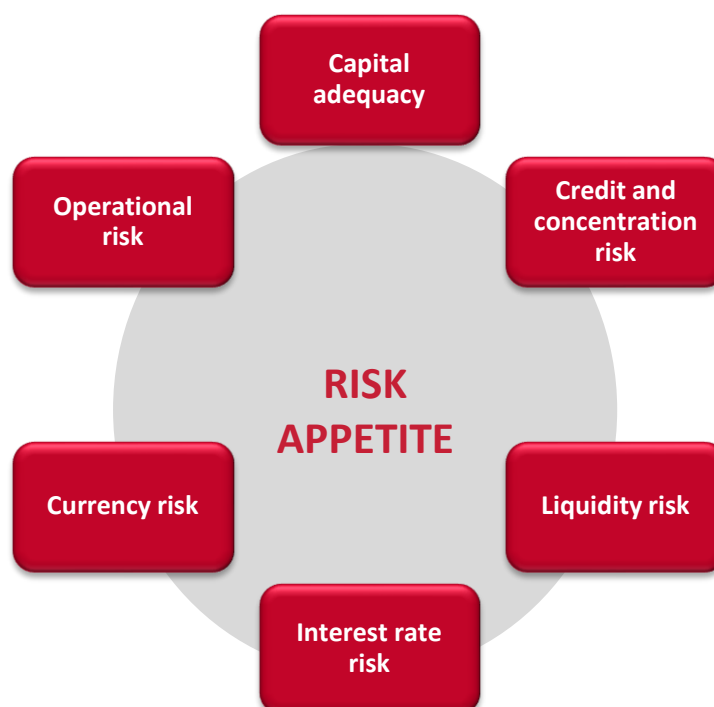 Capital
adequacy
Operational
risk
Credit and
concentration
risk
RISK
APPETITE
Currency risk
Liquidity risk
Interest rate
risk